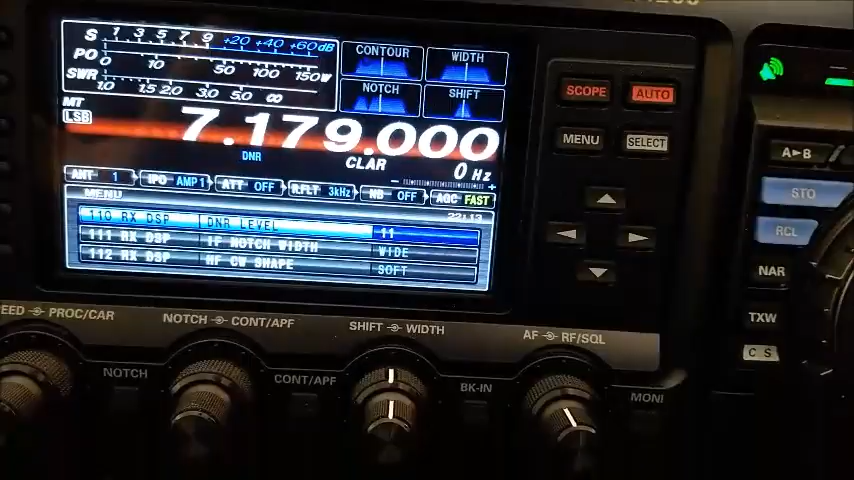 S 1 3 5 7 9 +20 +40 +60dB
PO 0 10 50 100 150W
SWR 1.0 1.5 2.0 3.0 5.0 ∞
CONTOUR WIDTH
NOTCH SHIFT
MT
LSB 7.179.000
DNR CLAR 0 Hz
ANT 1 IPO AMP1 ATT OFF R.FLT 3kHz NB OFF AGC FAST
MENU 22:13
110 RX DSP DNR LEVEL 11
111 RX DSP IF NOTCH WIDTH WIDE
112 RX DSP HF CW SHAPE SOFT
SCOPE AUTO
MENU SELECT
A▶B
STO
RCL
NAR
TXW
C S
EED PROC/CAR NOTCH CONT/APF SHIFT WIDTH AF RF/SQL
NOTCH CONT/APF BK-IN MONI